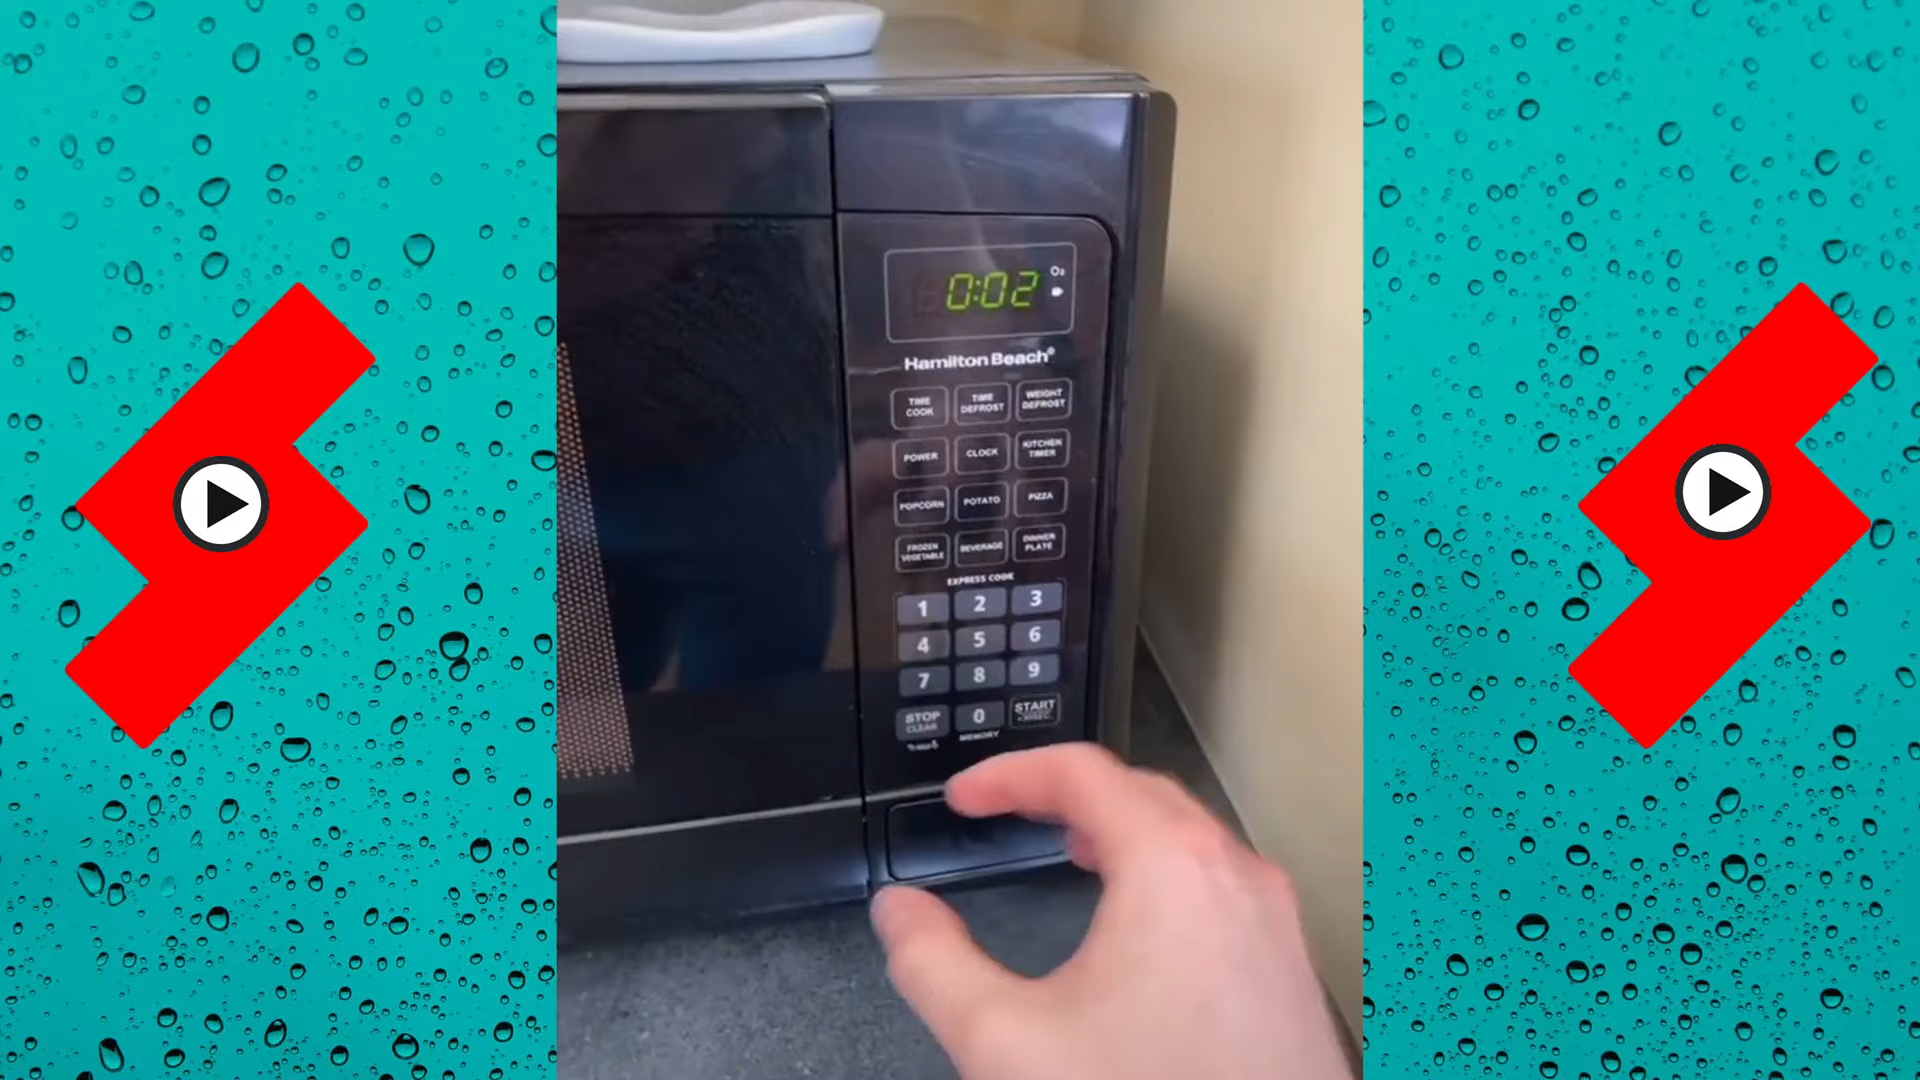 0:02
Hamilton Beach®
TIME COOK
TIME DEFROST
WEIGHT DEFROST
POWER
CLOCK
KITCHEN TIMER
POPCORN
POTATO
PIZZA
FROZEN VEGETABLE
BEVERAGE
DINNER PLATE
EXPRESS COOK
1 2 3
4 5 6
7 8 9
STOP CLEAR
0
START
+30SEC.
MEMORY